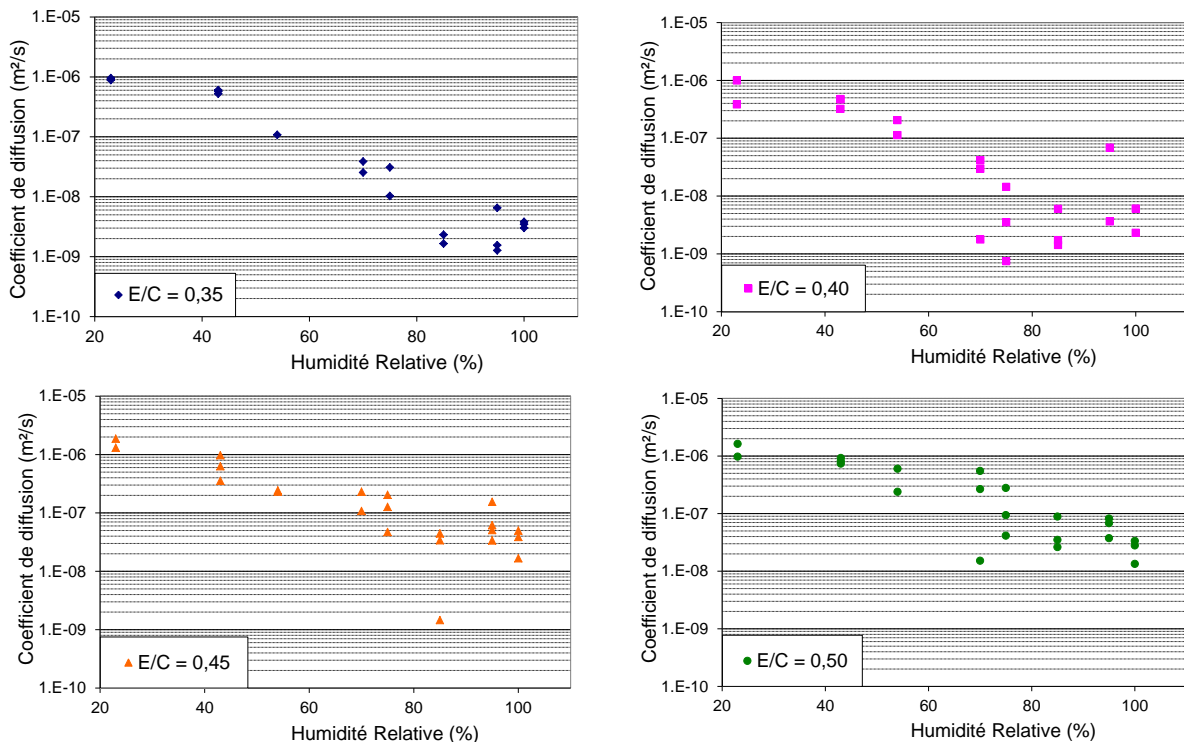 Coefficient de diffusion (m²/s)
1.E-05
1.E-06
1.E-07
1.E-08
1.E-09
1.E-10
E/C = 0,35
20 40 60 80 100
Humidité Relative (%)
Coefficient de diffusion (m²/s)
1.E-05
1.E-06
1.E-07
1.E-08
1.E-09
1.E-10
E/C = 0,40
20 40 60 80 100
Humidité Relative (%)
Coefficient de diffusion (m²/s)
1.E-05
1.E-06
1.E-07
1.E-08
1.E-09
1.E-10
E/C = 0,45
20 40 60 80 100
Humidité Relative (%)
Coefficient de diffusion (m²/s)
1.E-05
1.E-06
1.E-07
1.E-08
1.E-09
1.E-10
E/C = 0,50
20 40 60 80 100
Humidité Relative (%)